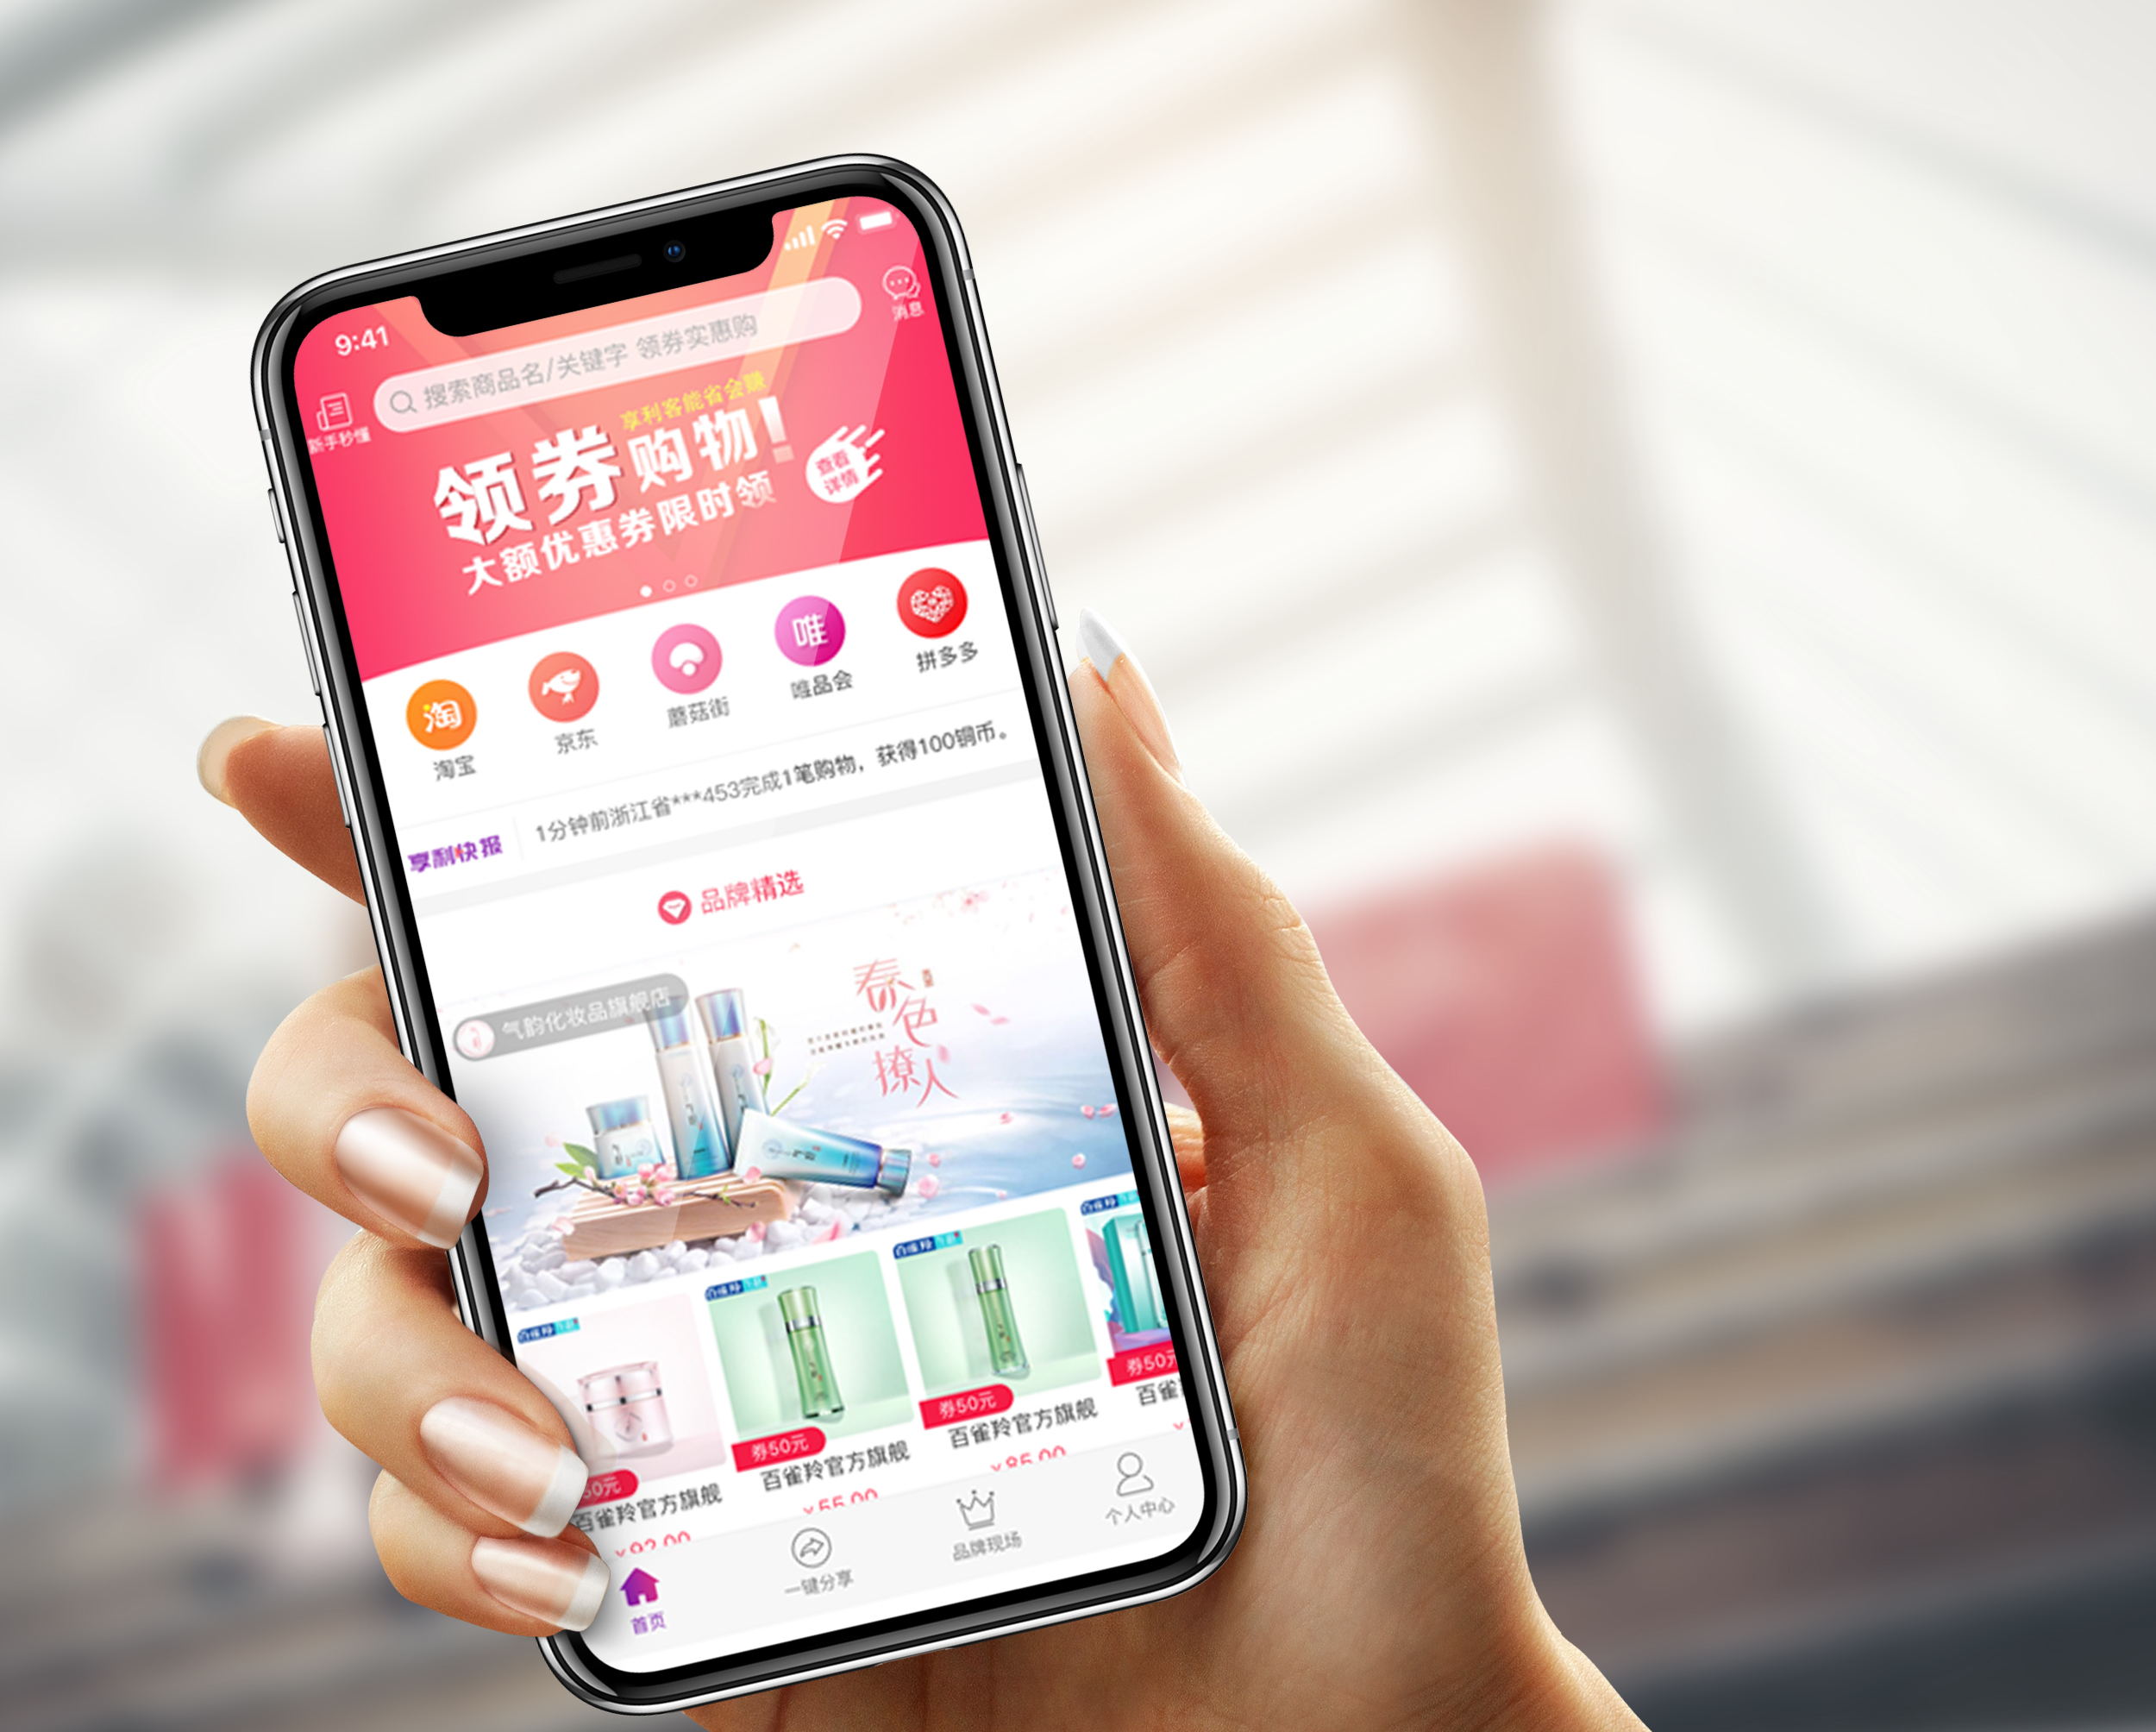 9:41
新手秒懂
搜索商品名/关键字 领券实惠购
消息
享利客能省会赚
领券购物!
大额优惠券限时领
查看
详情
淘
唯
淘宝
京东
蘑菇街
唯品会
拼多多
享利快报
1分钟前浙江省***453完成1笔购物，获得100铜币。
品牌精选
气韵化妆品旗舰店
春色
撩人
50元
百雀羚官方旗舰
¥92.00
券50元
百雀羚官方旗舰
¥55.00
券50元
百雀羚官方旗舰
¥85.00
券50元
百雀
首页
一键分享
品牌现场
个人中心